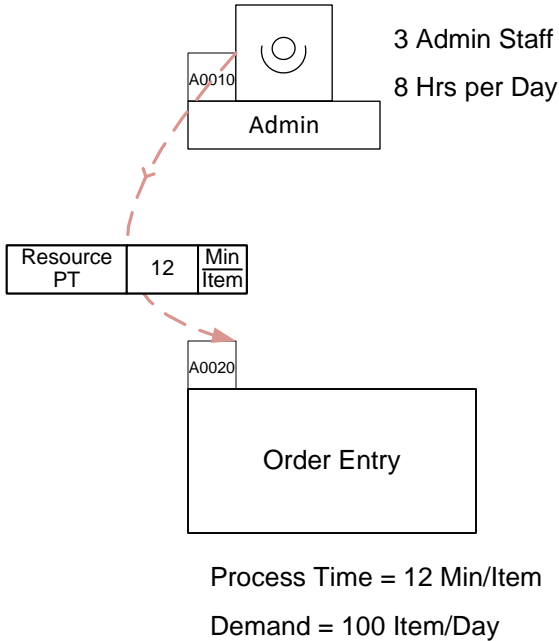 3 Admin Staff
A0010
8 Hrs per Day
Admin
Resource
PT
12
Min
Item
A0020
Order Entry
Process Time = 12 Min/Item
Demand = 100 Item/Day